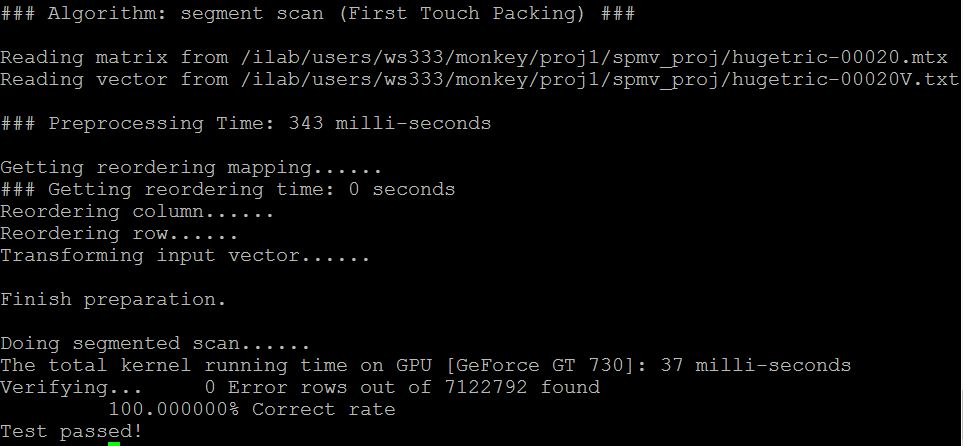 ### Algorithm: segment scan (First Touch Packing) ###
Reading matrix from /ilab/users/ws333/monkey/proj1/spmv_proj/hugetric-00020.mtx
Reading vector from /ilab/users/ws333/monkey/proj1/spmv_proj/hugetric-00020V.txt
### Preprocessing Time: 343 milli-seconds
Getting reordering mapping......
### Getting reordering time: 0 seconds
Reordering column......
Reordering row......
Transforming input vector......
Finish preparation.
Doing segmented scan......
The total kernel running time on GPU [GeForce GT 730]: 37 milli-seconds
Verifying...    0 Error rows out of 7122792 found
100.000000% Correct rate
Test passed!